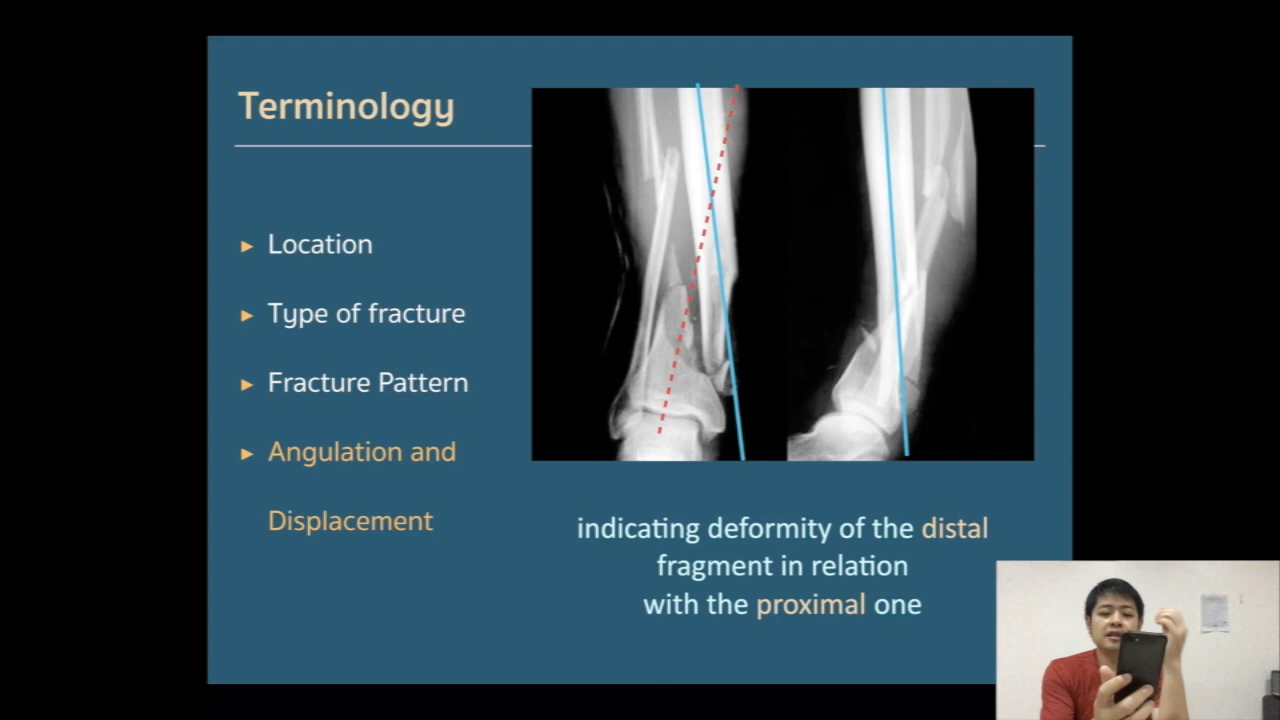 Terminology
Location
Type of fracture
Fracture Pattern
Angulation and
Displacement
indicating deformity of the distal
fragment in relation
with the proximal one